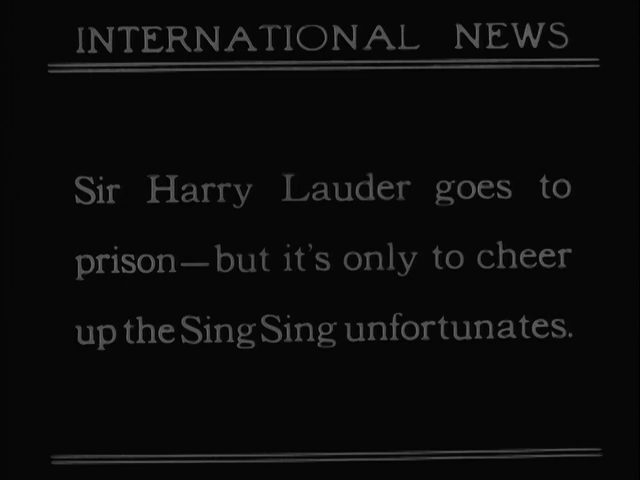 INTERNATIONAL NEWS
Sir Harry Lauder goes to
prison—but it's only to cheer
up the Sing Sing unfortunates.